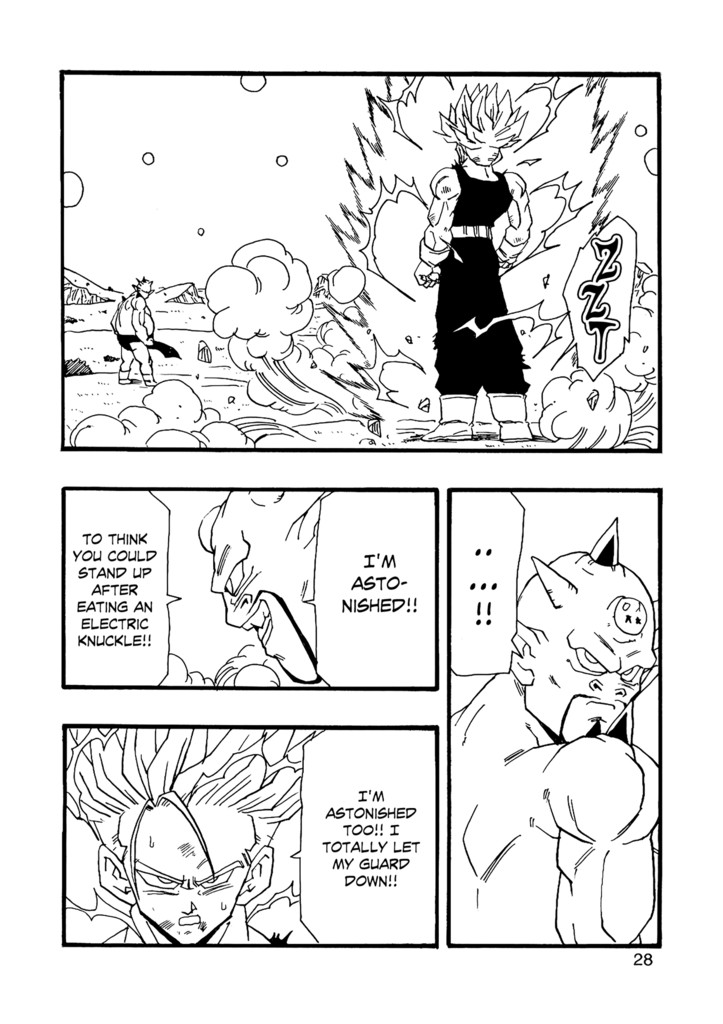 ZZT
..
...
!!
I'M
ASTO-
NISHED!!
TO THINK
YOU COULD
STAND UP
AFTER
EATING AN
ELECTRIC
KNUCKLE!!
I'M
ASTONISHED
TOO!! I
TOTALLY LET
MY GUARD
DOWN!!
28